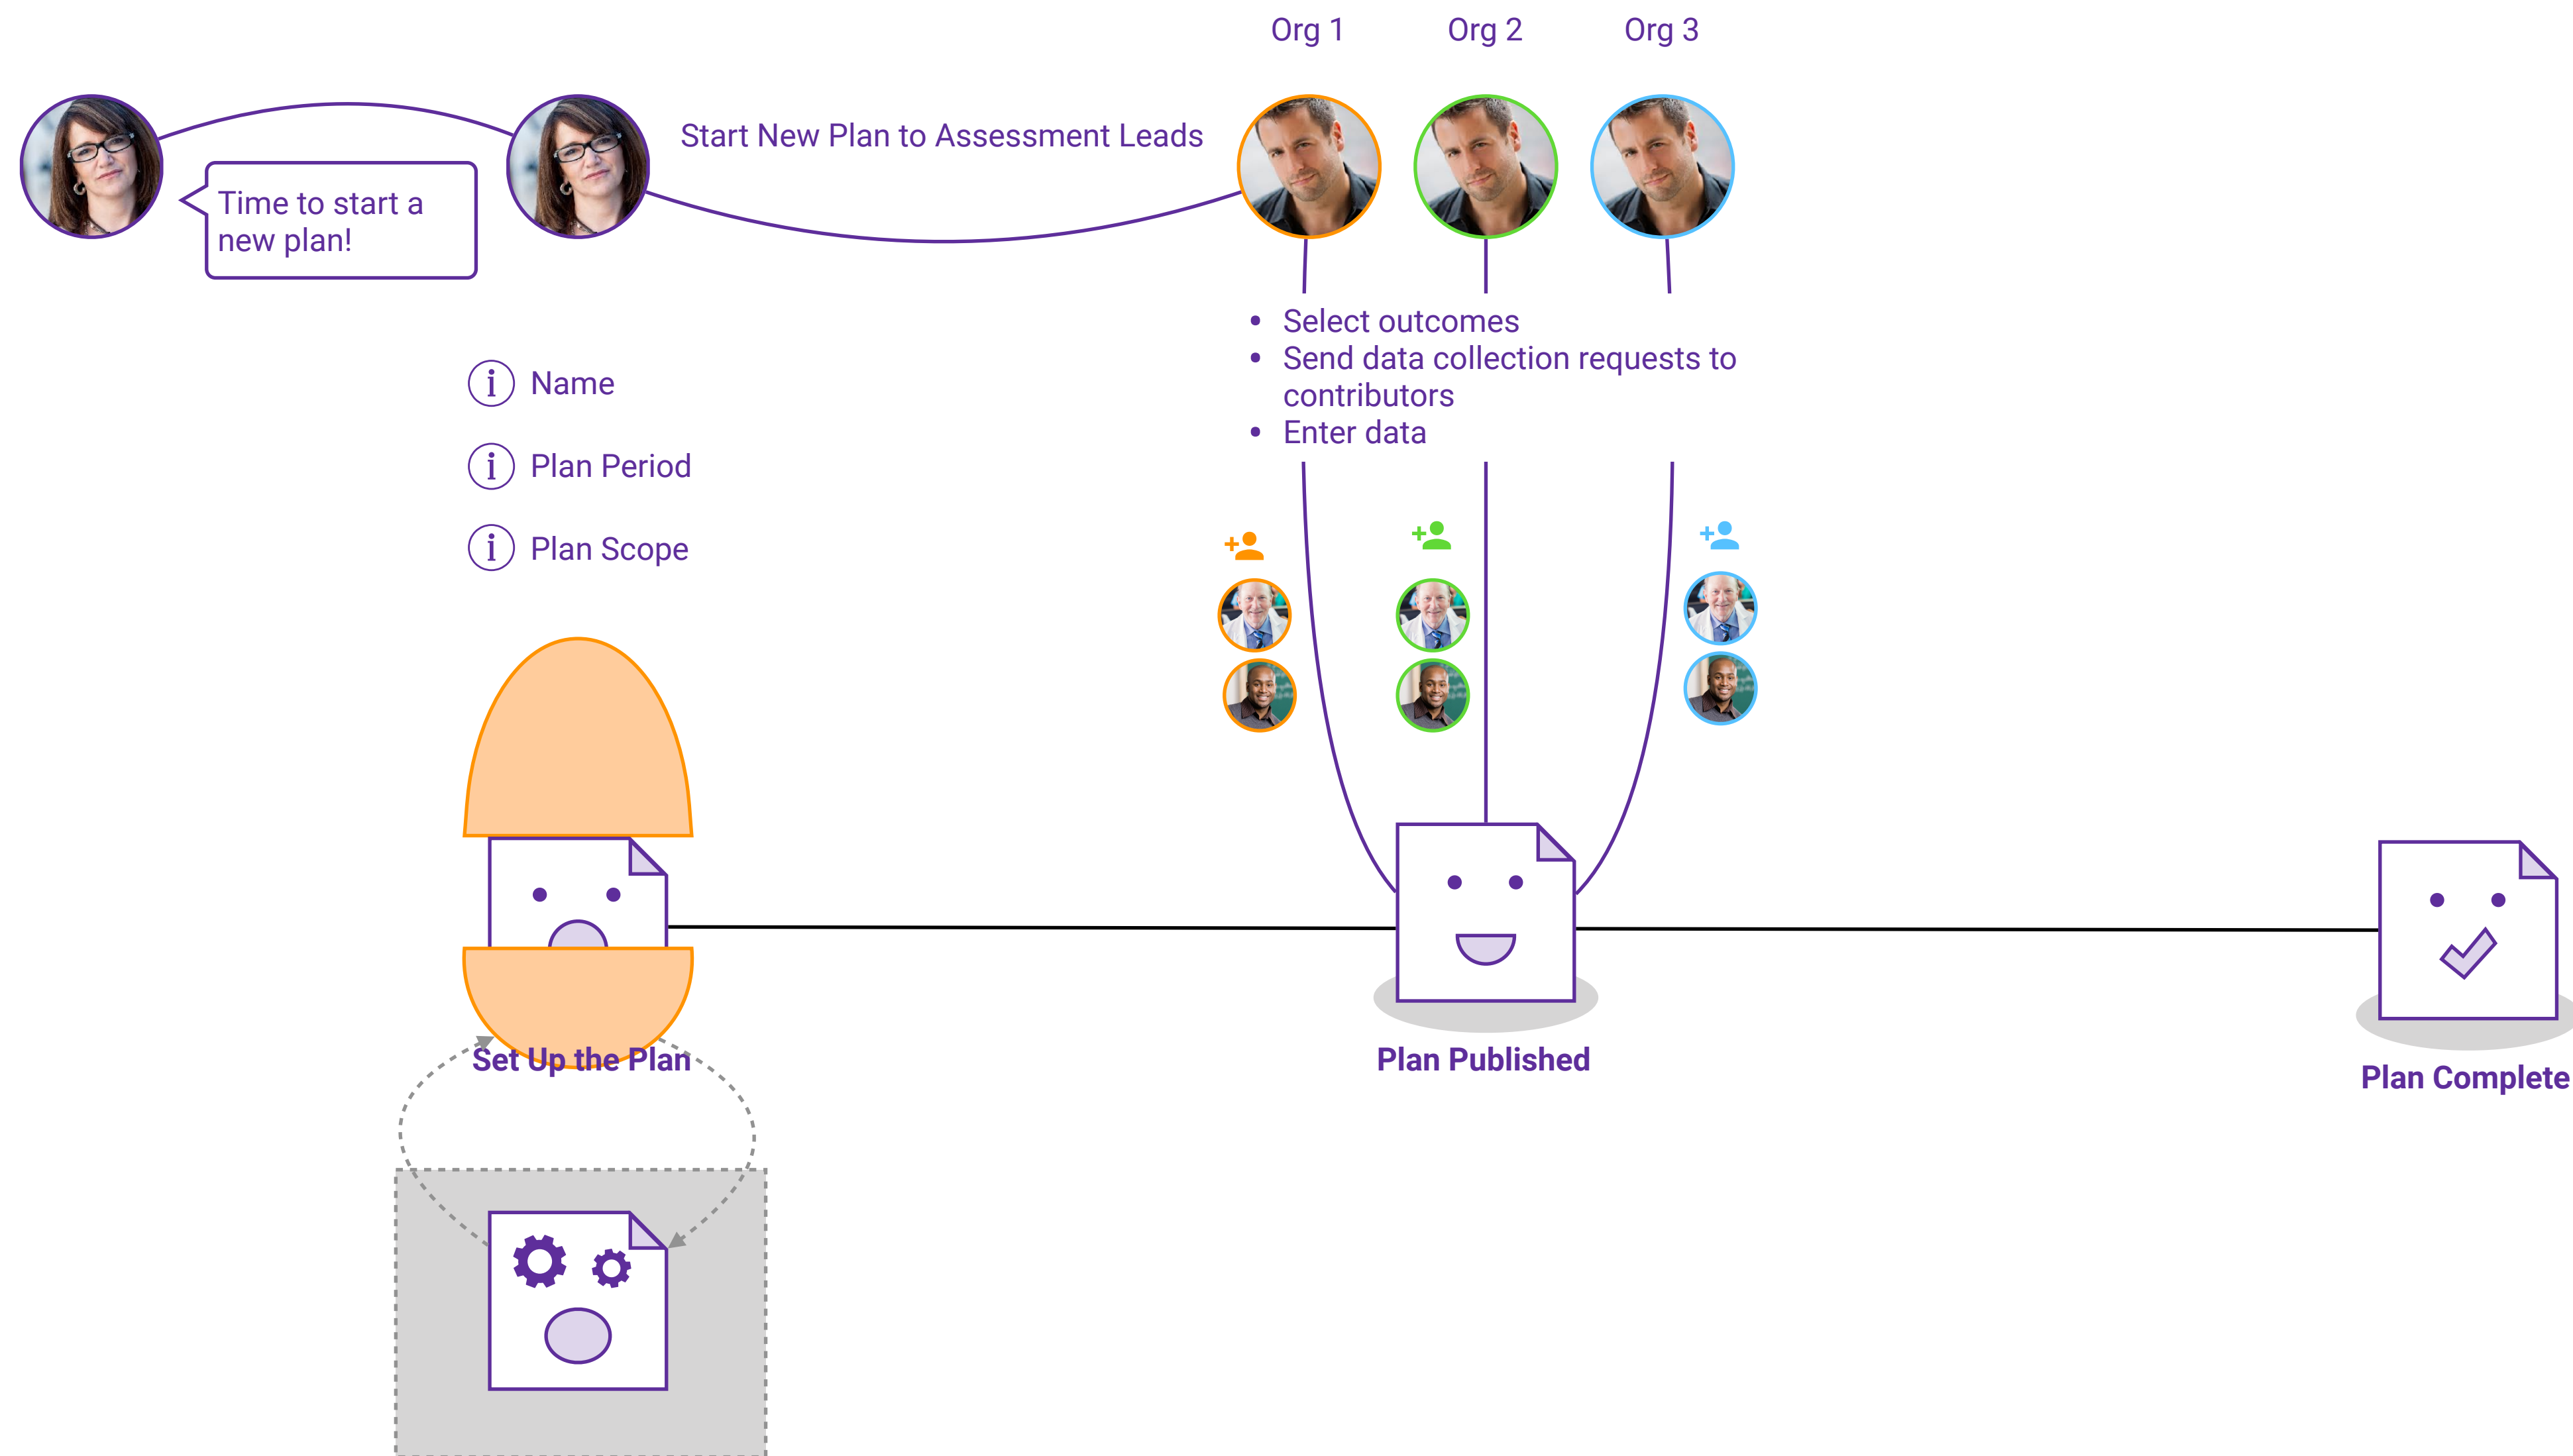 Org 1
Org 2
Org 3
Start New Plan to Assessment Leads
Time to start a
new plan!
• Select outcomes
• Send data collection requests to
contributors
• Enter data
i Name
i Plan Period
i Plan Scope
Set Up the Plan
Plan Published
Plan Complete